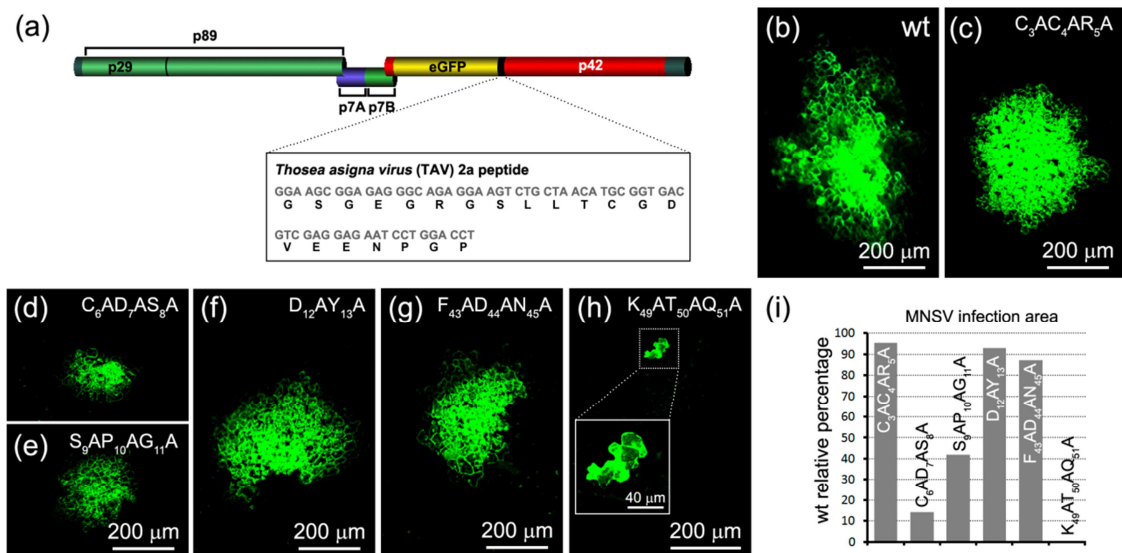 (a)
p89
p29
eGFP
p42
p7A p7B
Thosea asigna virus (TAV) 2a peptide
GGA AGC GGA GAG GGC AGA GGA AGT CTG CTA ACA TGC GGT GAC
G S G E G R G S L L T C G D
GTC GAG GAG AAT CCT GGA CCT
V E E N P G P
(b) wt
200 μm
(c) C₃AC₄AR₅A
200 μm
(d) C₆AD₇AS₈A
200 μm
(e) S₉AP₁₀AG₁₁A
200 μm
(f) D₁₂AY₁₃A
200 μm
(g) F₄₃AD₄₄AN₄₅A
200 μm
(h) K₄₉AT₅₀AQ₅₁A
40 μm
200 μm
(i)
MNSV infection area
wt relative percentage
100
90
80
70
60
50
40
30
20
10
0
C₃AC₄AR₅A
C₆AD₇AS₈A
S₉AP₁₀AG₁₁A
D₁₂AY₁₃A
F₄₃AD₄₄AN₄₅A
K₄₉AT₅₀AQ₅₁A